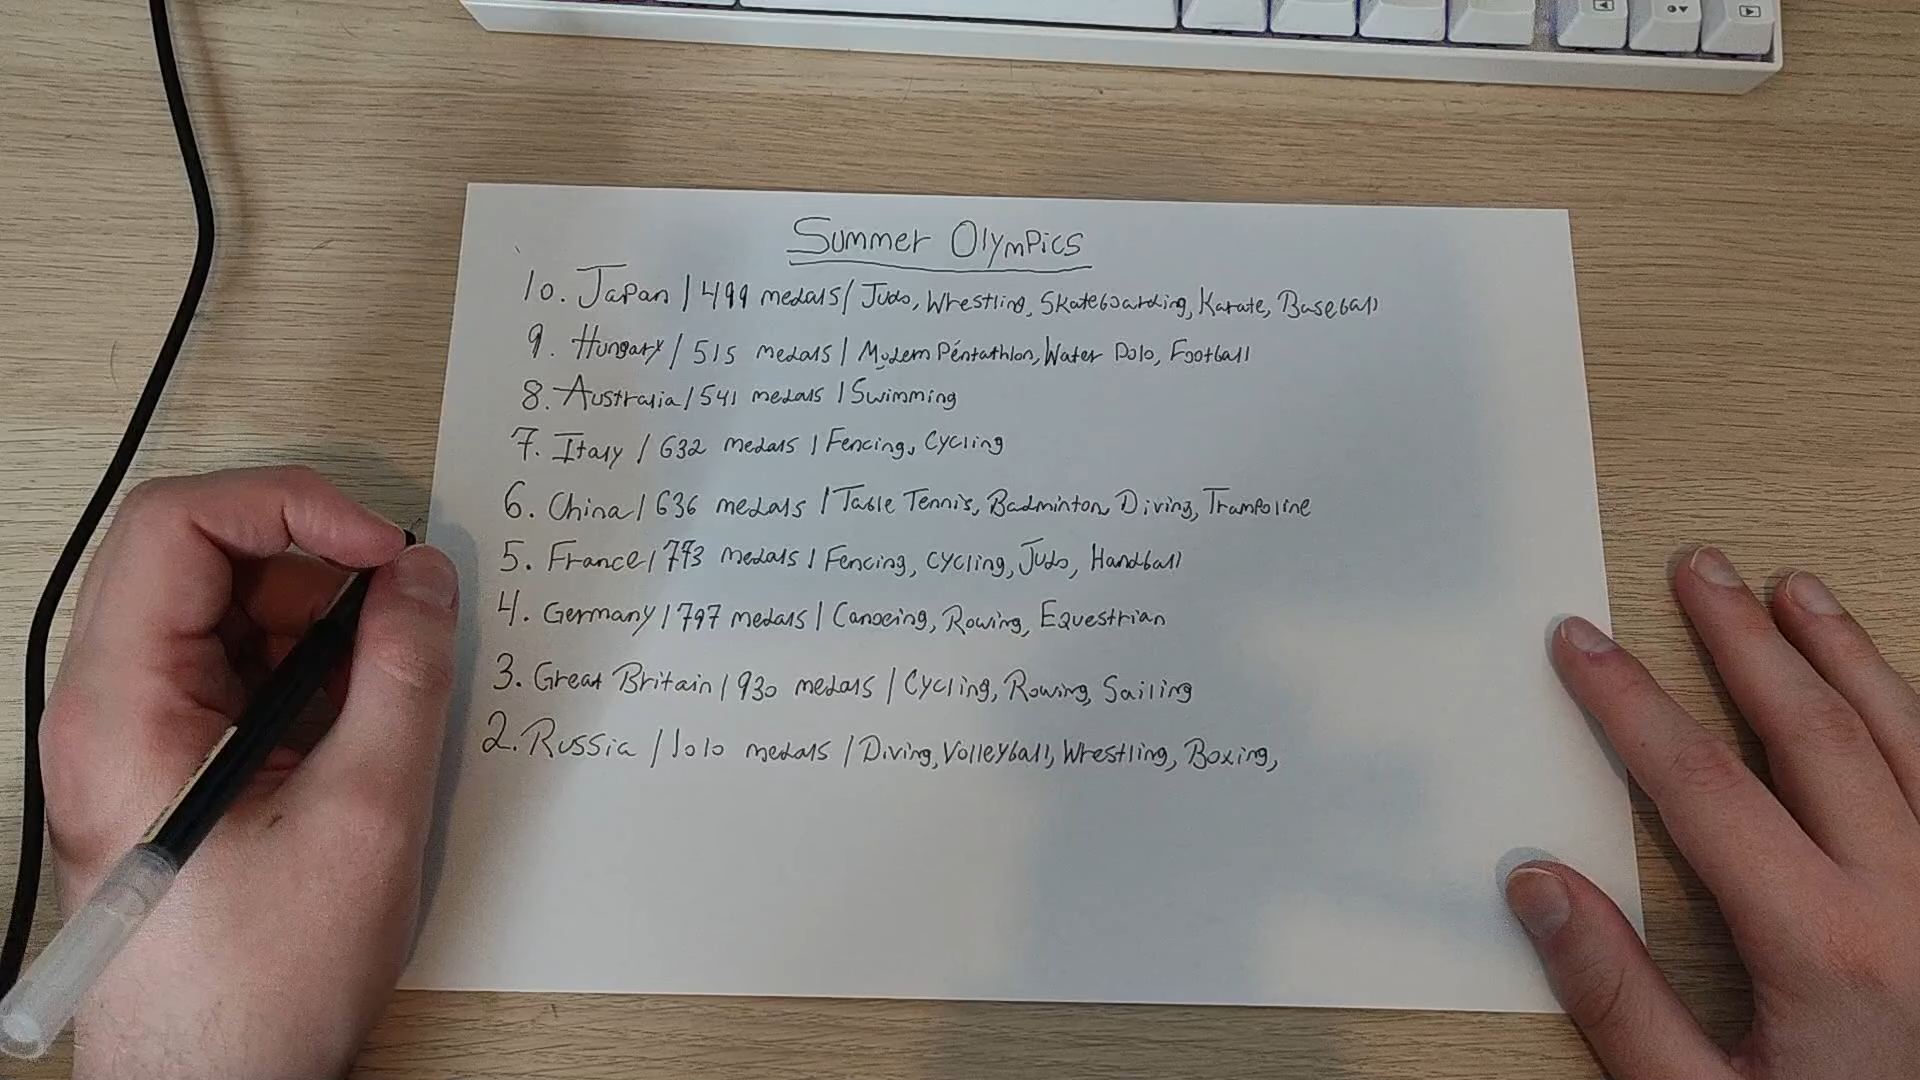 Summer Olympics
10. Japan / 499 medals / Judo, Wrestling, Skateboarding, Karate, Baseball
9. Hungary / 515 medals / Modern Pentathlon, Water Polo, Football
8. Australia / 541 medals / Swimming
7. Italy / 632 medals / Fencing, Cycling
6. China / 636 medals / Table Tennis, Badminton, Diving, Trampoline
5. France / 773 medals / Fencing, Cycling, Judo, Handball
4. Germany / 797 medals / Canoeing, Rowing, Equestrian
3. Great Britain / 930 medals / Cycling, Rowing, Sailing
2. Russia / 1010 medals / Diving, Volleyball, Wrestling, Boxing,